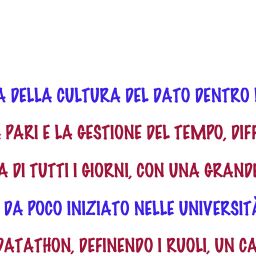 A DELLA CULTURA DEL DATO DENTRO
PARI E LA GESTIONE DEL TEMPO, DIFF
A DI TUTTI I GIORNI, CON UNA GRANDE
DA POCO INIZIATO NELLE UNIVERSITÀ
DATATHON, DEFINENDO I RUOLI, UN CA